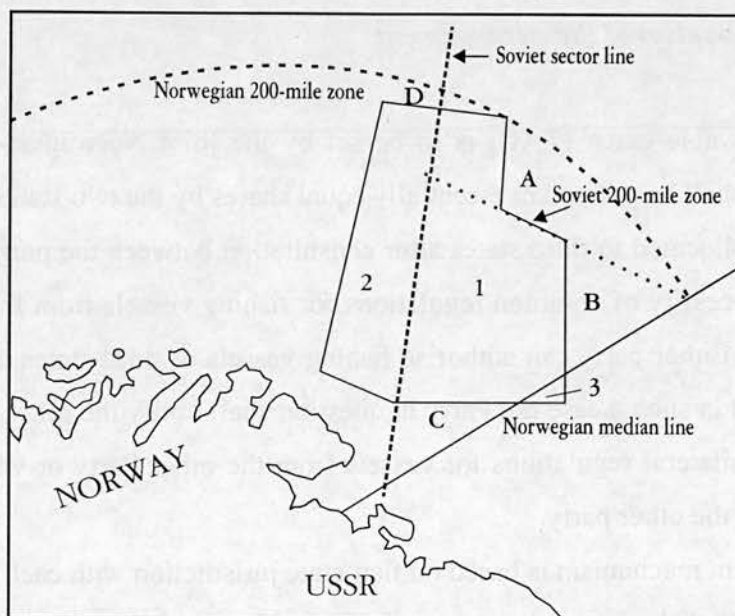 Soviet sector line
Norwegian 200-mile zone
D
A
Soviet 200-mile zone
2
1
B
3
C
Norwegian median line
NORWAY
USSR